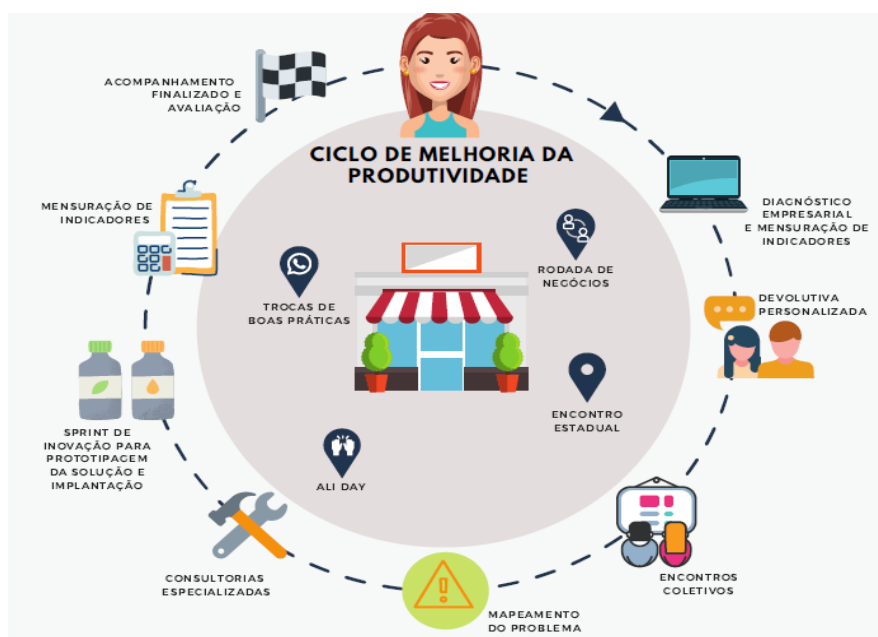 CICLO DE MELHORIA DA
PRODUTIVIDADE
DIAGNÓSTICO
EMPRESARIAL
E MENSURAÇÃO DE
INDICADORES
DEVOLUTIVA
PERSONALIZADA
ENCONTROS
COLETIVOS
MAPEAMENTO
DO PROBLEMA
CONSULTORIAS
ESPECIALIZADAS
SPRINT DE
INOVAÇÃO PARA
PROTOTIPAGEM
DA SOLUÇÃO E
IMPLANTAÇÃO
MENSURAÇÃO DE
INDICADORES
ACOMPANHAMENTO
FINALIZADO E
AVALIAÇÃO
RODADA DE
NEGÓCIOS
ENCONTRO
ESTADUAL
ALI DAY
TROCAS DE
BOAS PRÁTICAS